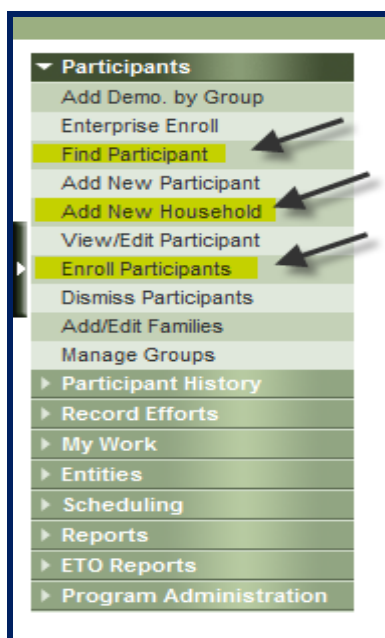 Participants
Add Demo. by Group
Enterprise Enroll
Find Participant
Add New Participant
Add New Household
View/Edit Participant
Enroll Participants
Dismiss Participants
Add/Edit Families
Manage Groups
Participant History
Record Efforts
My Work
Entities
Scheduling
Reports
ETO Reports
Program Administration